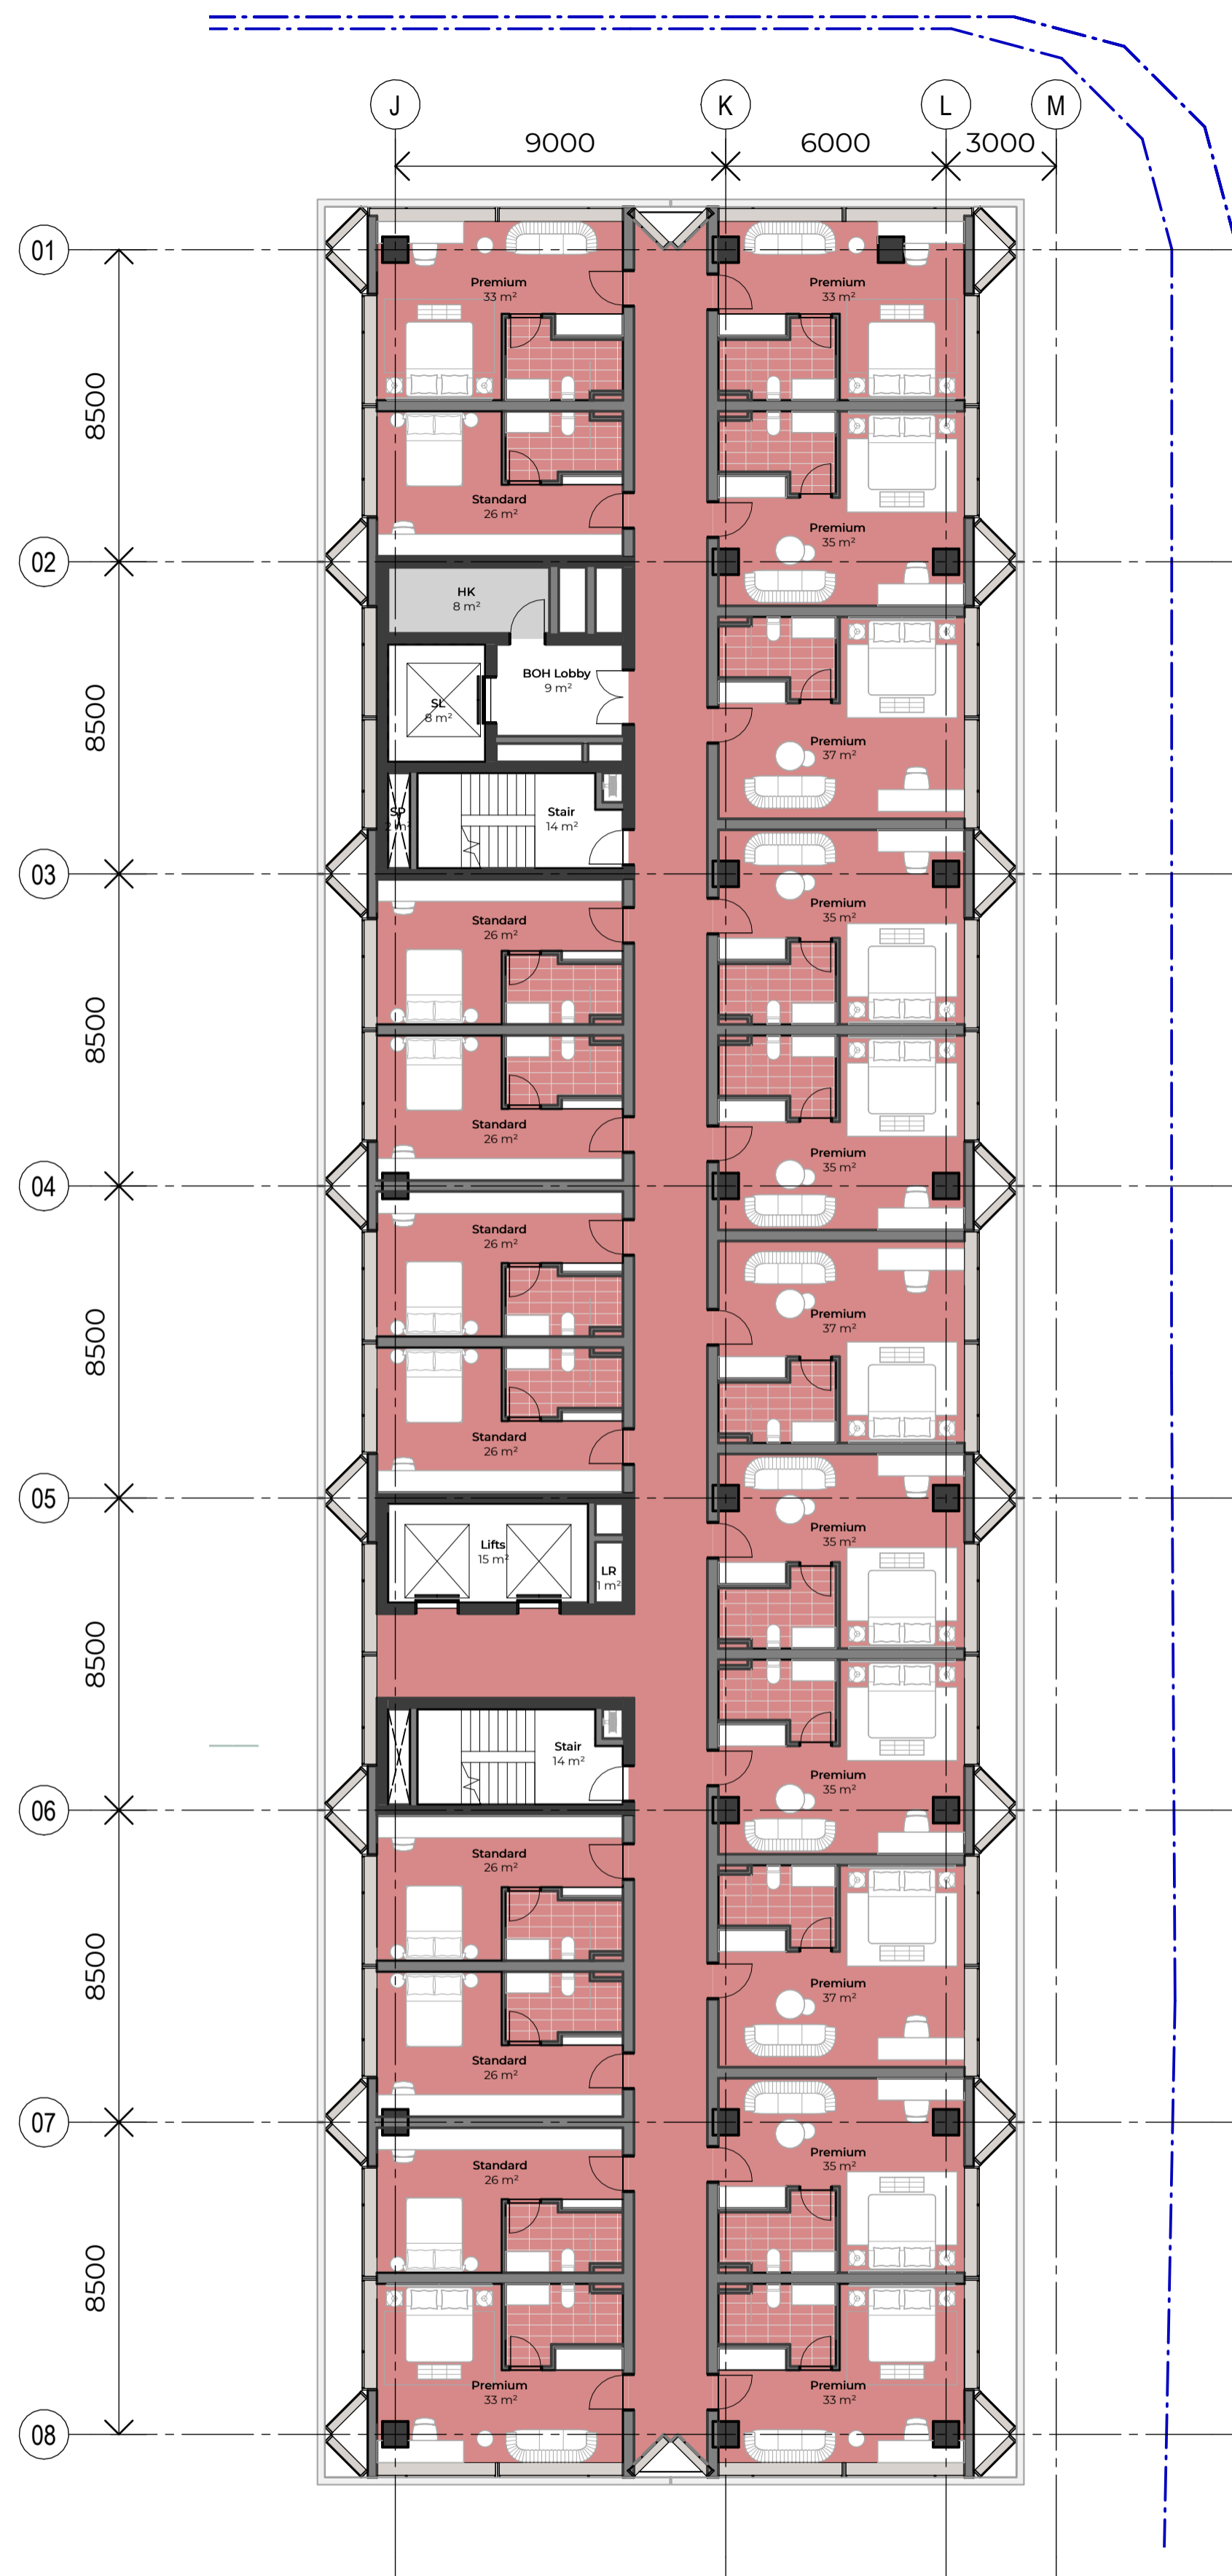 J
K
L
M
9000
6000
3000
01
Premium
33 m²
Premium
33 m²
8500
Standard
26 m²
Premium
35 m²
02
HK
8 m²
BOH Lobby
9 m²
SL
8 m²
8500
Premium
37 m²
SP
2 m²
Stair
14 m²
03
Premium
35 m²
Standard
26 m²
8500
Standard
26 m²
Premium
35 m²
04
Standard
26 m²
Premium
37 m²
8500
Standard
26 m²
05
Premium
35 m²
Lifts
15 m²
LR
1 m²
8500
Stair
14 m²
Premium
35 m²
06
Standard
26 m²
8500
Premium
37 m²
Standard
26 m²
07
Premium
35 m²
Standard
26 m²
8500
Premium
33 m²
Premium
33 m²
08